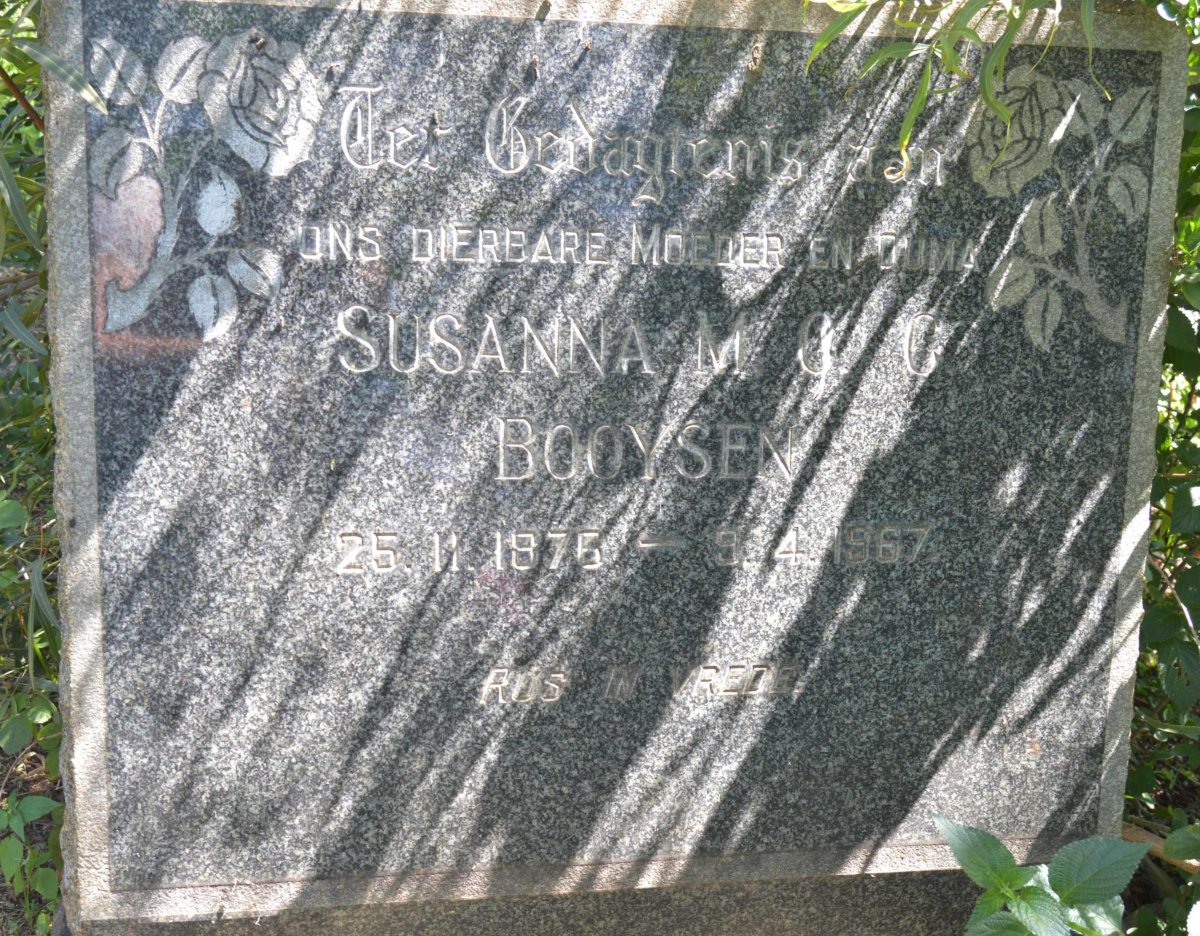 Ter Gedagtenis aan
ONS DIERBARE MOEDER EN OUMA
SUSANNA M G C
BOOYSEN
25.11.1876 — 9.4.1967
RUS IN VREDE